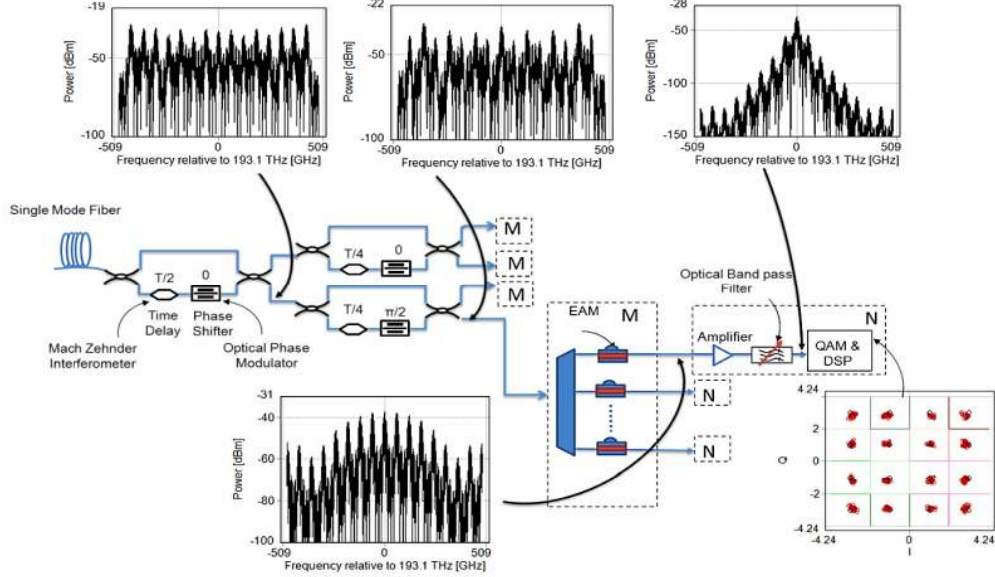 -19
-50
-100
-509
0
509
Power [dBm]
Frequency relative to 193.1 THz [GHz]
-22
-50
-100
-509
0
509
Power [dBm]
Frequency relative to 193.1 THz [GHz]
-28
-50
-100
-150
-509
0
509
Power [dBm]
Frequency relative to 193.1 THz [GHz]
Single Mode Fiber
T/2
0
Time
Delay
Phase
Shifter
Mach Zehnder
Interferometer
Optical Phase
Modulator
T/4
0
T/4
π/2
M
M
M
EAM
M
Optical Band pass
Filter
Amplifier
N
QAM &
DSP
N
N
-31
-40
-60
-80
-100
-509
0
509
Power [dBm]
Frequency relative to 193.1 THz [GHz]
4.24
2
0
-2
-4.24
Q
-4.24
0
4.24
I